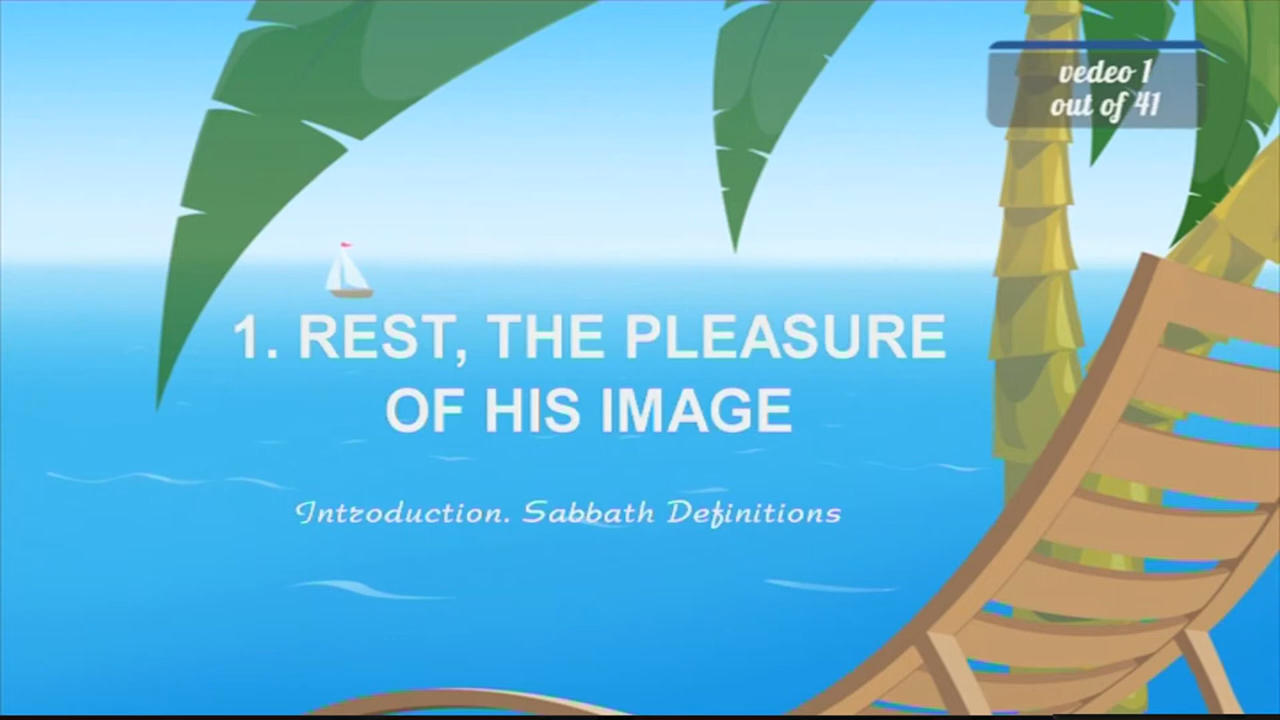 vedeo 1
out of 41
1. REST, THE PLEASURE
OF HIS IMAGE
Introduction. Sabbath Definitions